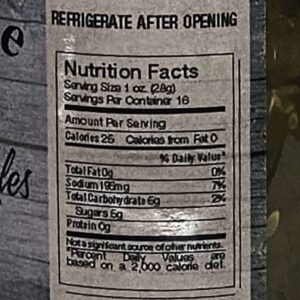 REFRIGERATE AFTER OPENING
e
Nutrition Facts
Serving Size 1 oz. (28g)
Servings Per Container 16
Amount Per Serving
Calories 25 Calories from Fat 0
% Daily Value*
Total Fat 0g 0%
Sodium 195mg 7%
Total Carbohydrate 6g 2%
Sugars 6g
Protein 0g
Not a significant source of other nutrients.
*Percent Daily Values are
based on a 2,000 calorie diet.
les